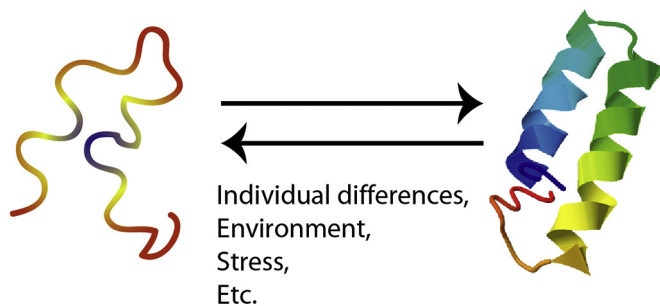 Individual differences,
Environment,
Stress,
Etc.